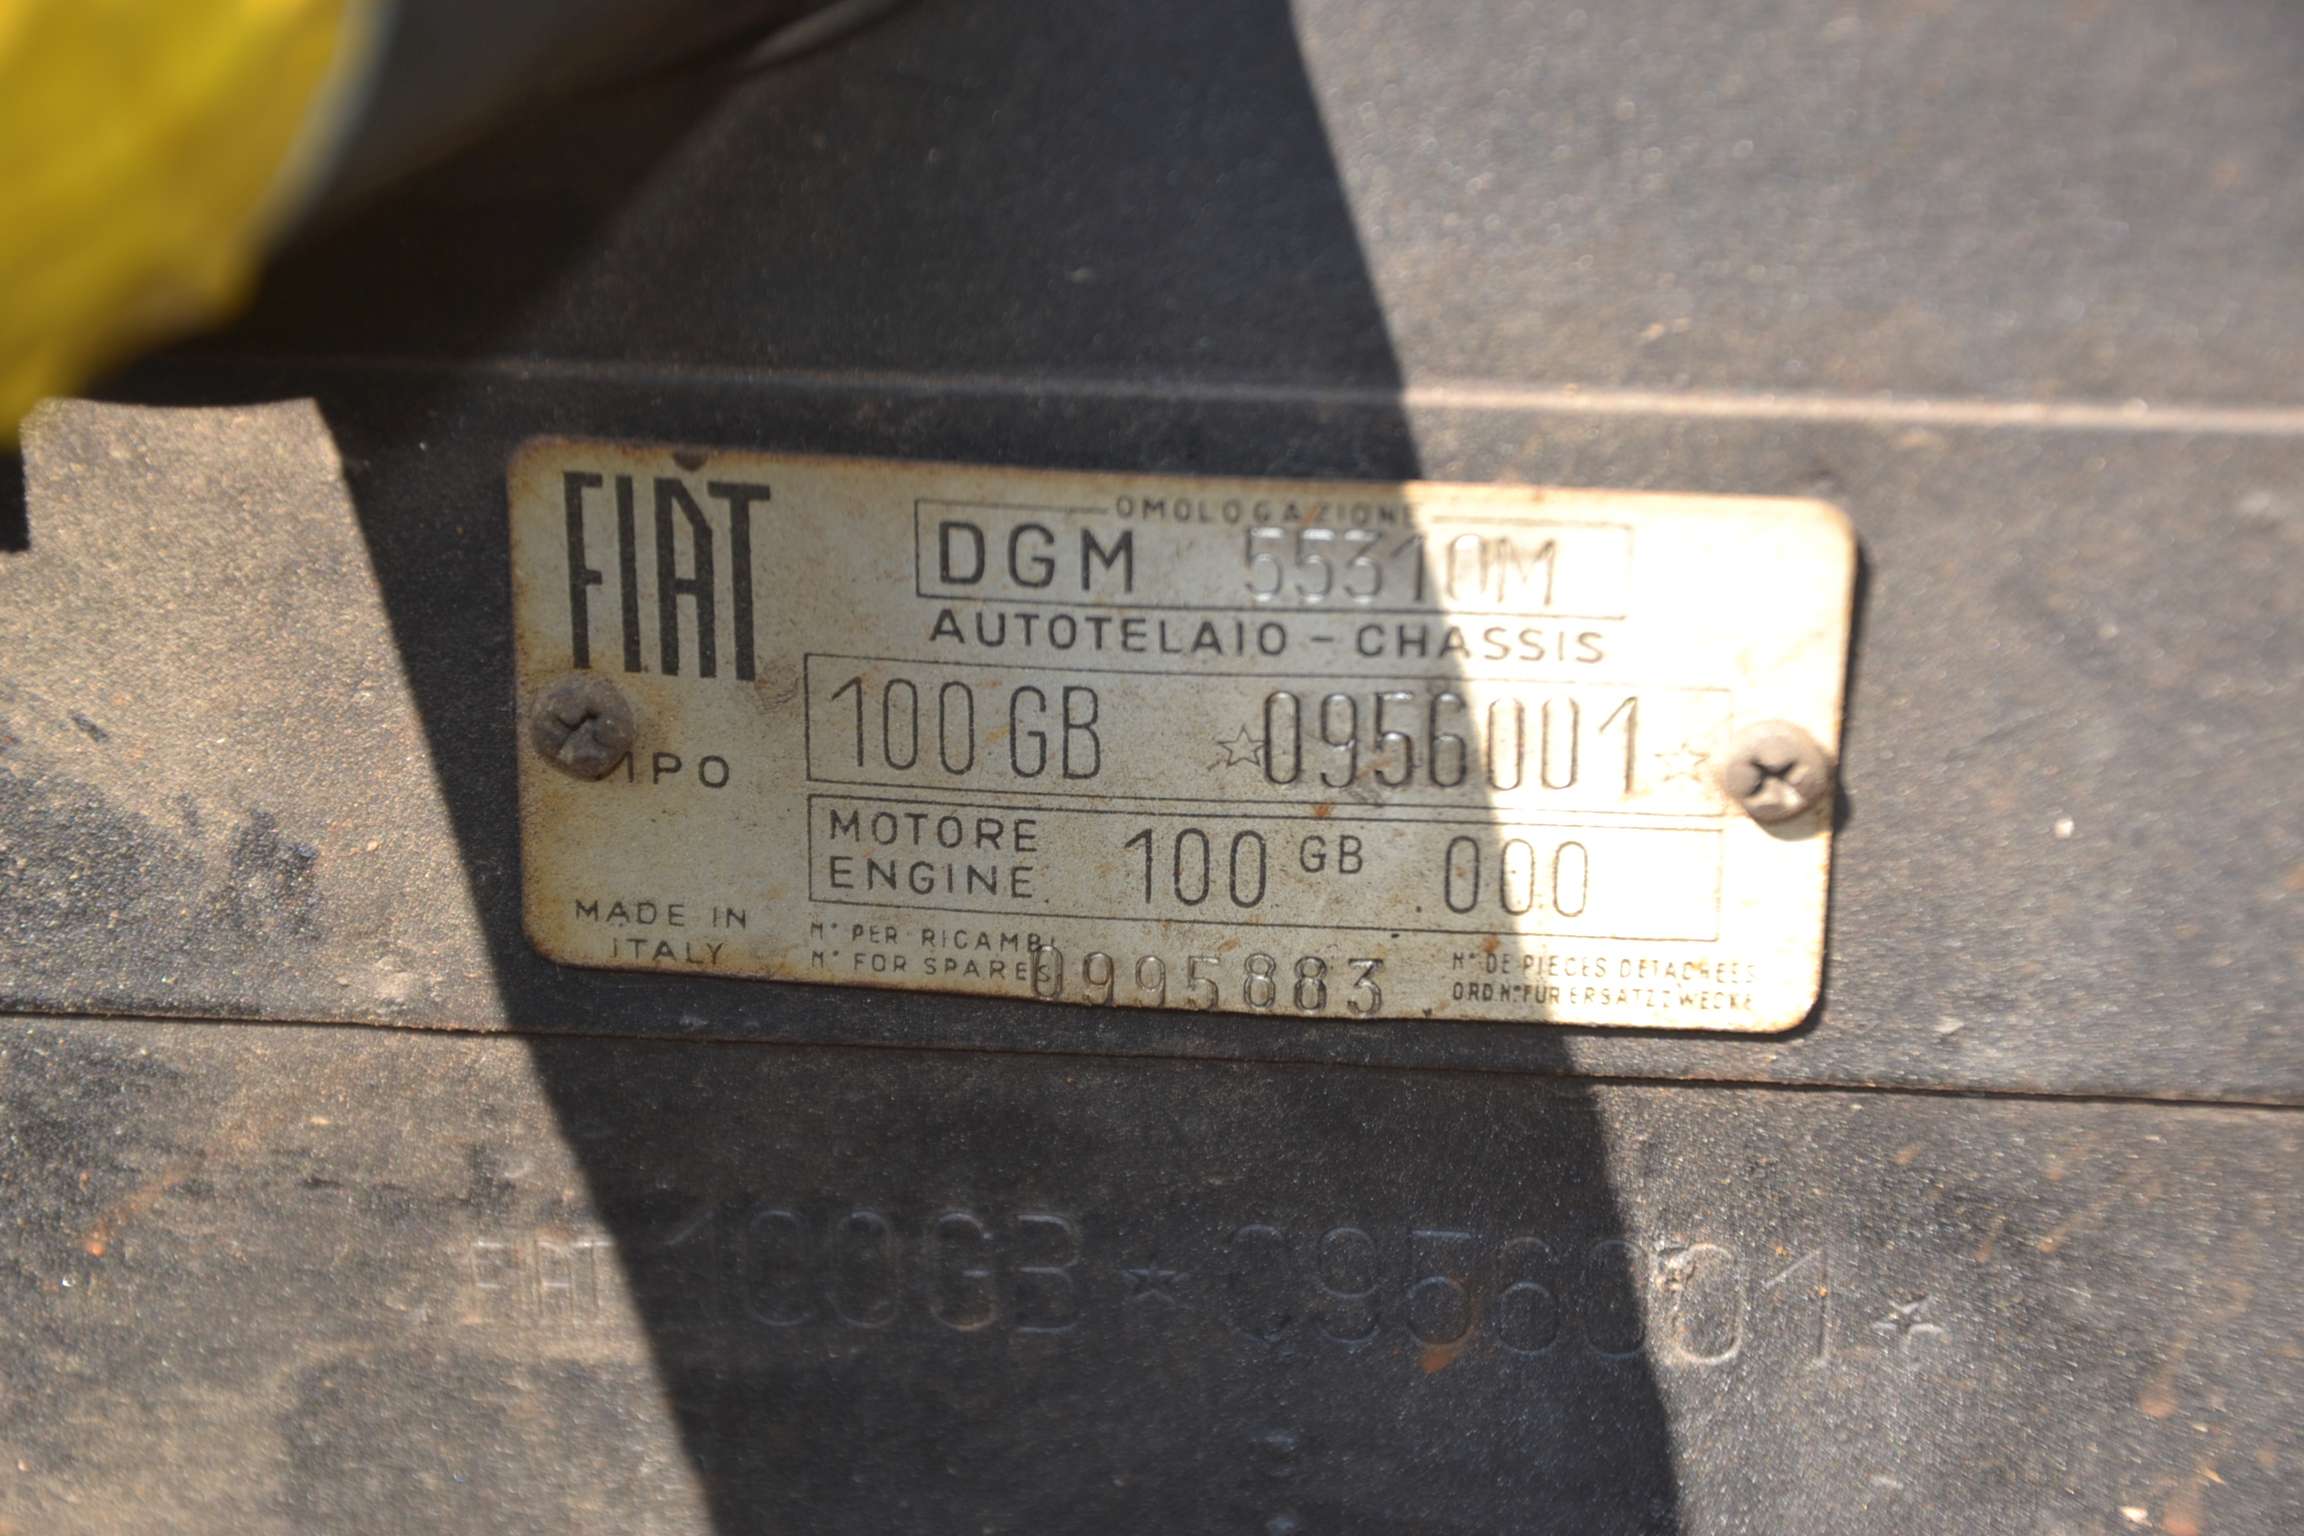 FIAT
OMOLOGAZIONE
DGM 55310M
AUTOTELAIO - CHASSIS
TIPO 100 GB ☆0956001☆
MOTORE
ENGINE 100 GB .000
MADE IN
ITALY
N° PER RICAMBI
N° FOR SPARES 0995883
N° DE PIECES DETACHEES
ORD.N° FUR ERSATZZWECKE
FIAT 100GB ☆ 0956001 ☆